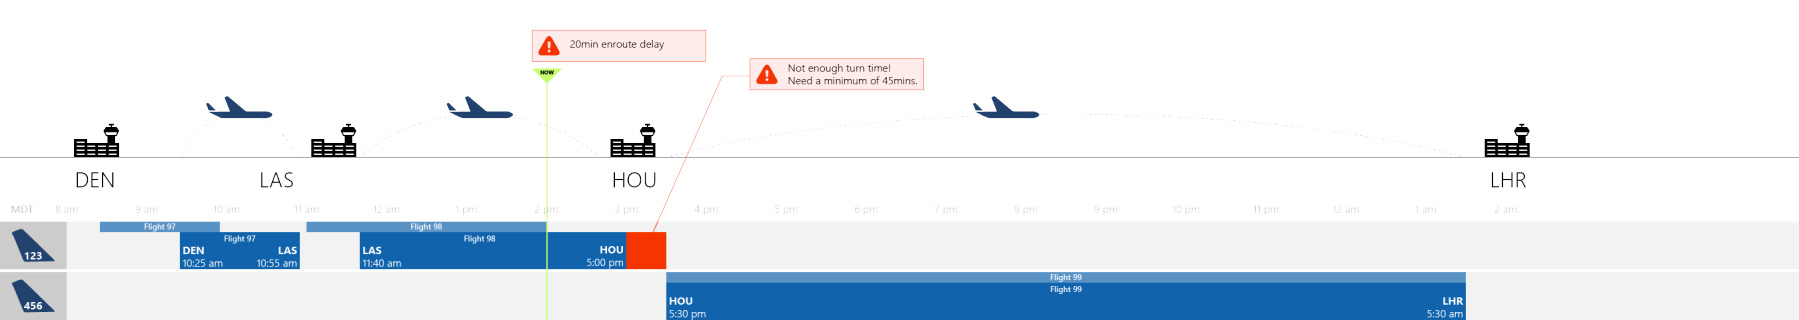 20min enroute delay
NOW
Not enough turn time!
Need a minimum of 45mins.
DEN LAS HOU LHR
MDT 8 am 9 am 10 am 11 am 12 am 1 pm 2 pm 3 pm 4 pm 5 pm 6 pm 7 pm 8 pm 9 pm 10 pm 11 pm 12 am 1 am 2 am
Flight 97 Flight 98
Flight 97 Flight 98
123 DEN LAS LAS HOU
10:25 am 10:55 am 11:40 am 5:00 pm
Flight 99
Flight 99
456 HOU LHR
5:30 pm 5:30 am